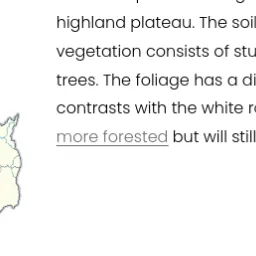 highland plateau. The soil
vegetation consists of stu
trees. The foliage has a di
contrasts with the white r
more forested but will still